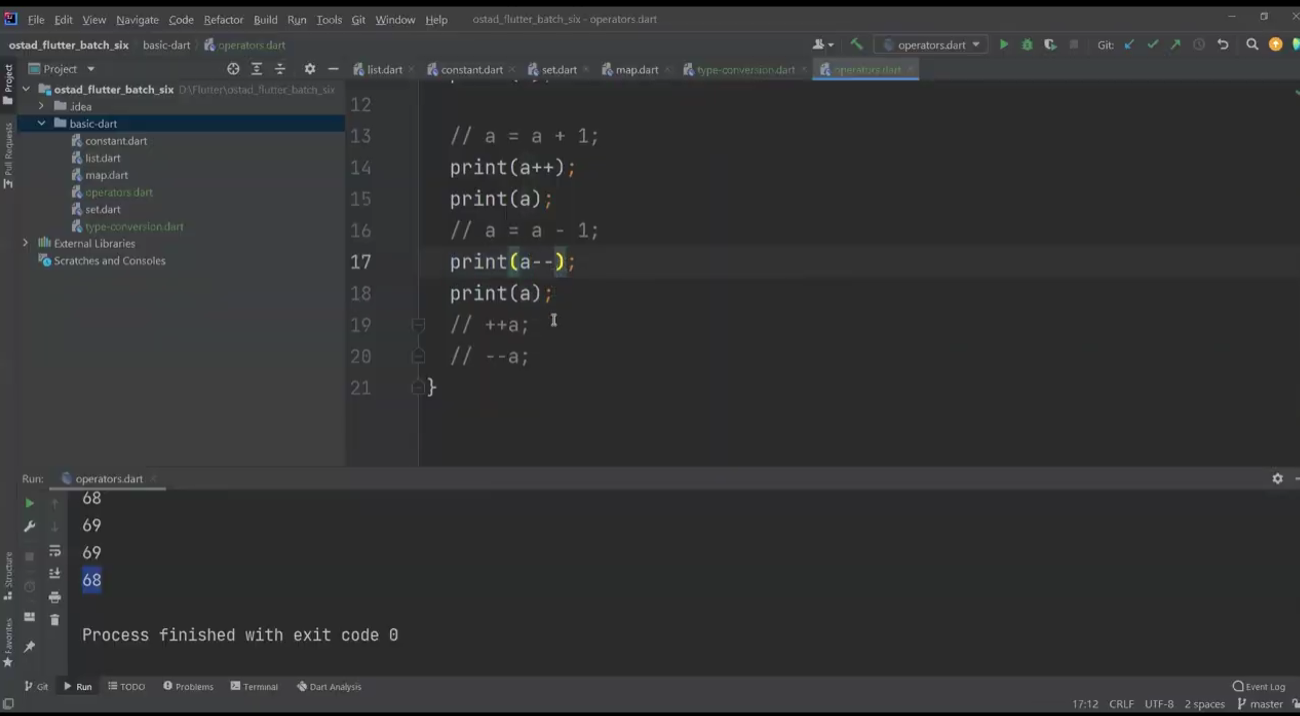 File Edit View Navigate Code Refactor Build Run Tools Git Window Help ostad_flutter_batch_six - operators.dart
ostad_flutter_batch_six basic-dart operators.dart operators.dart Git:
Project
Project
list.dart constant.dart set.dart map.dart type-conversion.dart operators.dart
ostad_flutter_batch_six D:\Flutter\ostad_flutter_batch_six
.idea
basic-dart
constant.dart
list.dart
map.dart
operators.dart
set.dart
type-conversion.dart
External Libraries
Scratches and Consoles
Pull Requests
12
13 // a = a + 1;
14 print(a++);
15 print(a);
16 // a = a - 1;
17 print(a--);
18 print(a);
19 // ++a;
20 // --a;
21 }
Run: operators.dart
68
69
69
68
Process finished with exit code 0
Structure
Favorites
Git Run TODO Problems Terminal Dart Analysis Event Log
17:12 CRLF UTF-8 2 spaces master